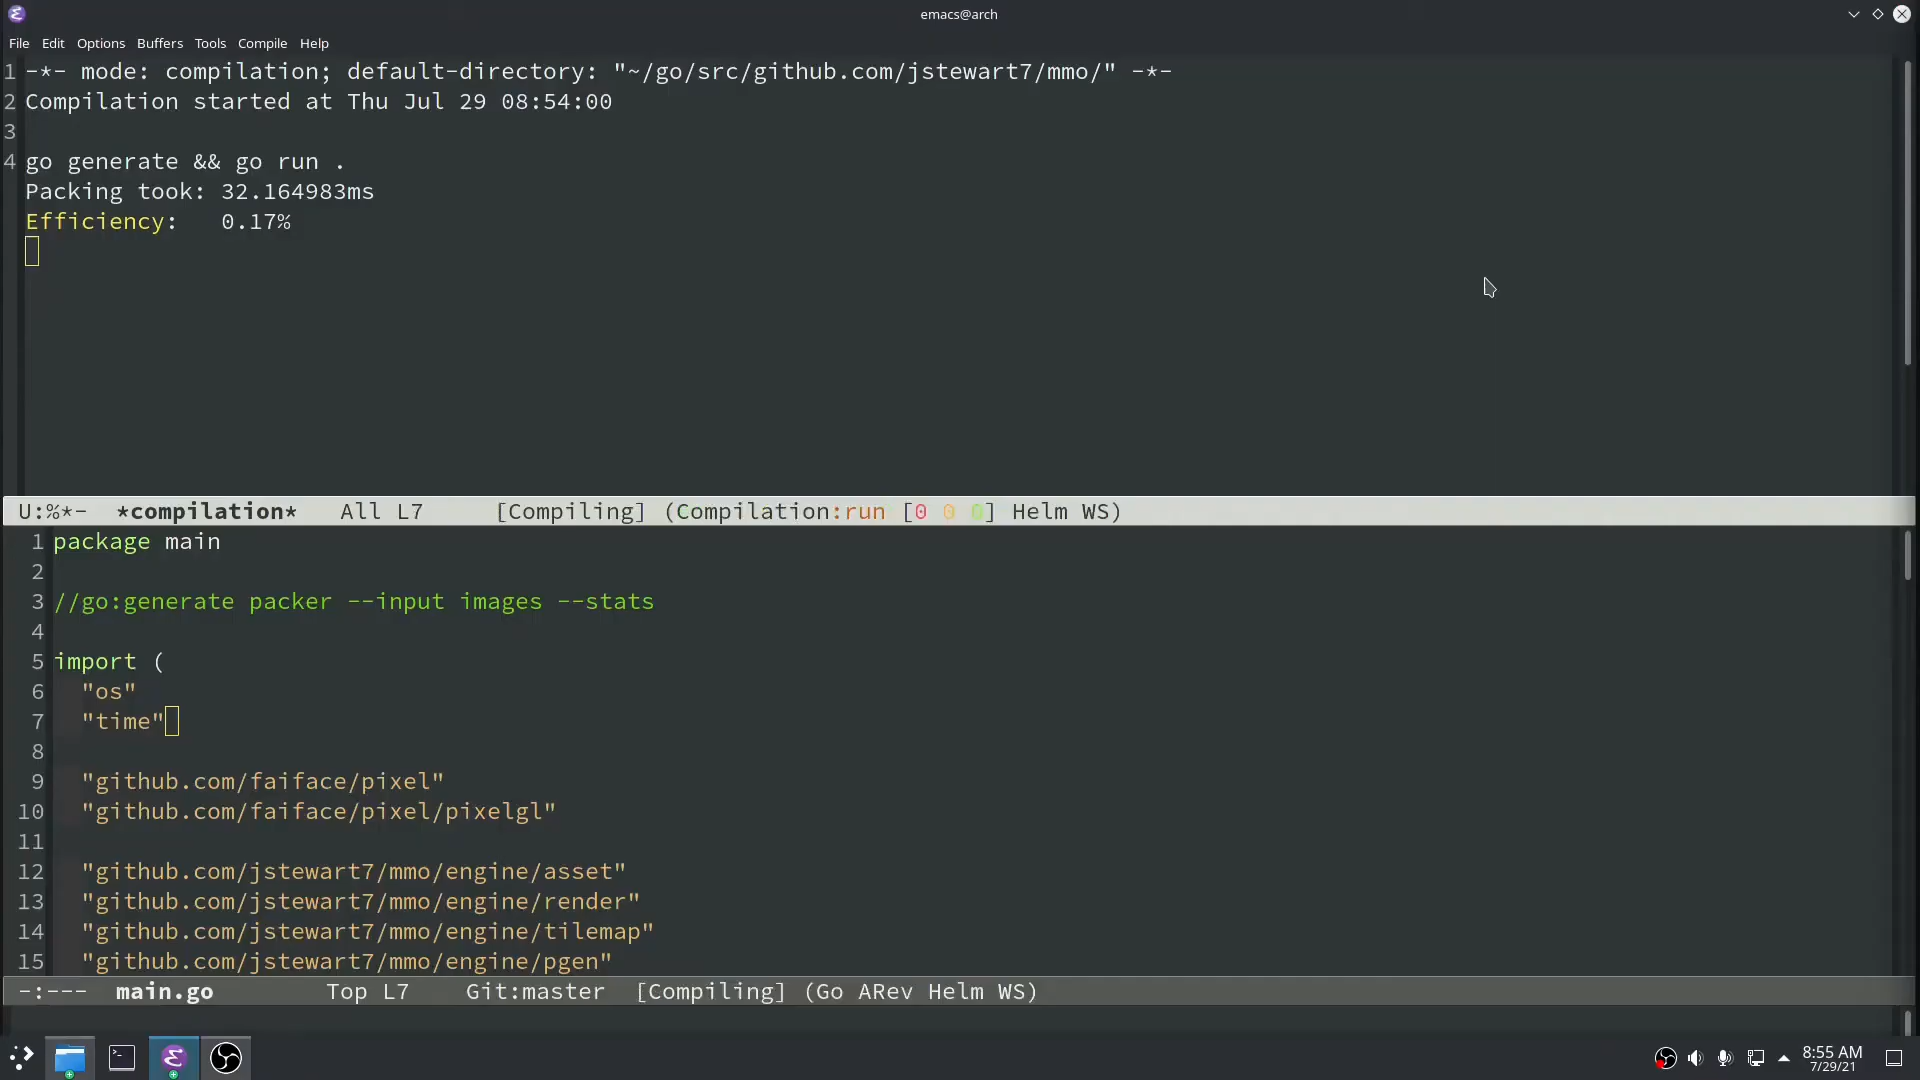 emacs@arch
File Edit Options Buffers Tools Compile Help
1 -*- mode: compilation; default-directory: "~/go/src/github.com/jstewart7/mmo/" -*-
2 Compilation started at Thu Jul 29 08:54:00
3
4 go generate && go run .
Packing took: 32.164983ms
Efficiency:   0.17%
U:%*-  *compilation*   All L7     [Compiling] (Compilation:run [0 0 0] Helm WS)
1 package main
2
3 //go:generate packer --input images --stats
4
5 import (
6   "os"
7   "time"
8
9   "github.com/faiface/pixel"
10   "github.com/faiface/pixel/pixelgl"
11
12   "github.com/jstewart7/mmo/engine/asset"
13   "github.com/jstewart7/mmo/engine/render"
14   "github.com/jstewart7/mmo/engine/tilemap"
15   "github.com/jstewart7/mmo/engine/pgen"
-:---  main.go        Top L7    Git:master  [Compiling] (Go ARev Helm WS)
8:55 AM
7/29/21